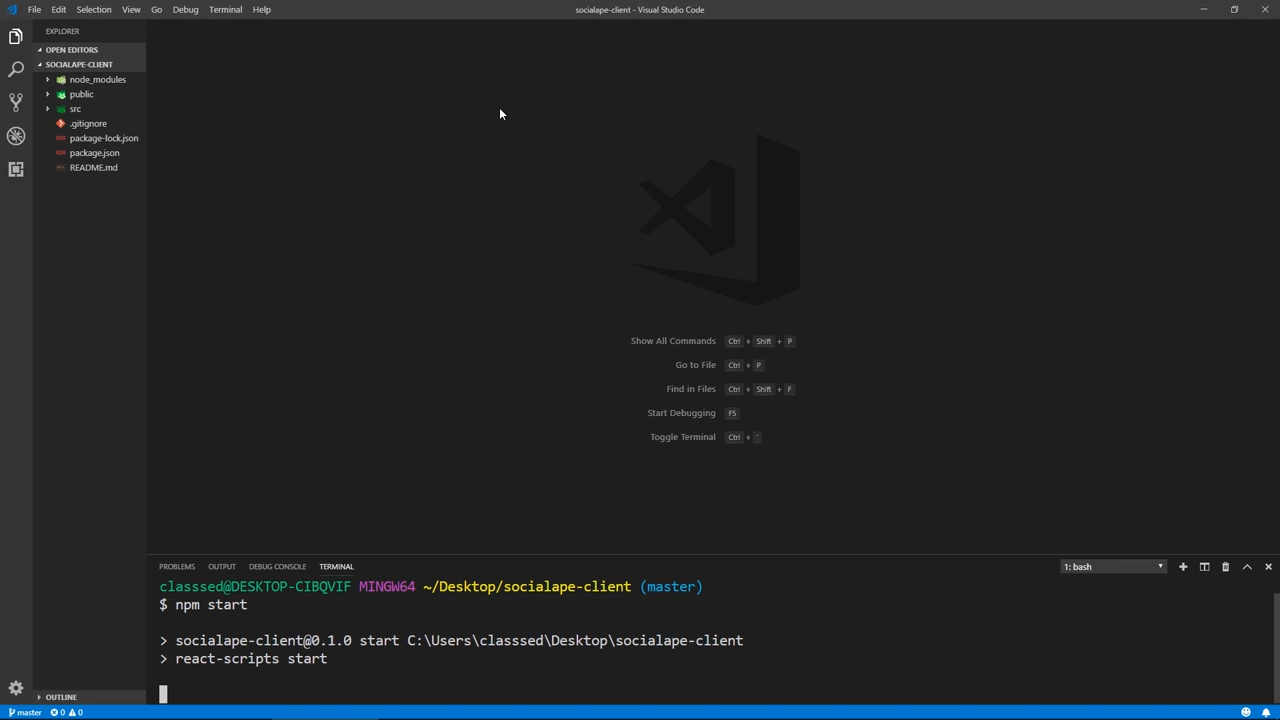 File Edit Selection View Go Debug Terminal Help
socialape-client - Visual Studio Code
EXPLORER
OPEN EDITORS
SOCIALAPE-CLIENT
node_modules
public
src
.gitignore
package-lock.json
package.json
README.md
Show All Commands Ctrl + Shift + P
Go to File Ctrl + P
Find in Files Ctrl + Shift + F
Start Debugging F5
Toggle Terminal Ctrl + `
PROBLEMS OUTPUT DEBUG CONSOLE TERMINAL
1: bash
classsed@DESKTOP-CIBQVIF MINGW64 ~/Desktop/socialape-client (master)
$ npm start
> socialape-client@0.1.0 start C:\Users\classsed\Desktop\socialape-client
> react-scripts start
OUTLINE
master 0 0